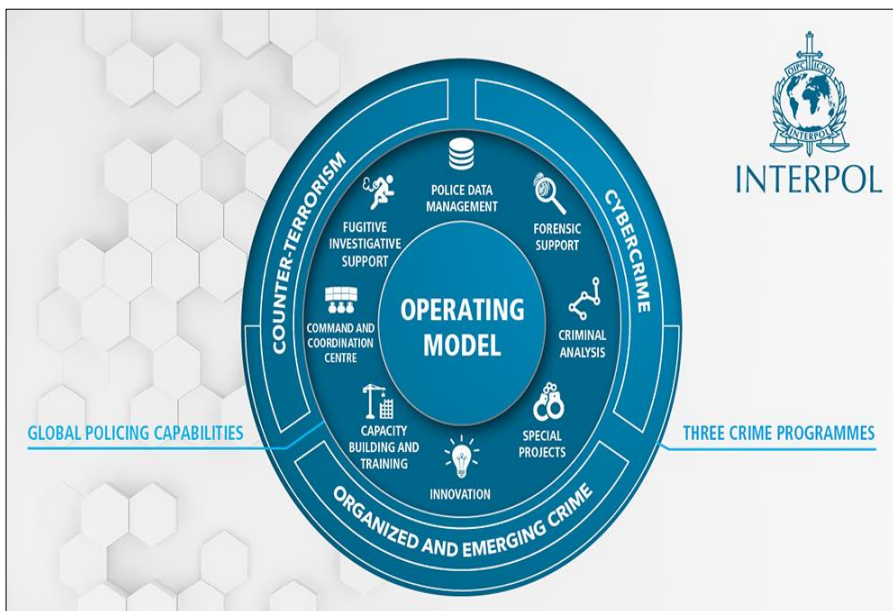 OIPC ICPO
INTERPOL
INTERPOL
COUNTER-TERRORISM
CYBERCRIME
POLICE DATA
MANAGEMENT
FUGITIVE
INVESTIGATIVE
SUPPORT
FORENSIC
SUPPORT
OPERATING
MODEL
COMMAND AND
COORDINATION
CENTRE
CRIMINAL
ANALYSIS
GLOBAL POLICING CAPABILITIES
THREE CRIME PROGRAMMES
CAPACITY
BUILDING AND
TRAINING
SPECIAL
PROJECTS
INNOVATION
ORGANIZED AND EMERGING CRIME